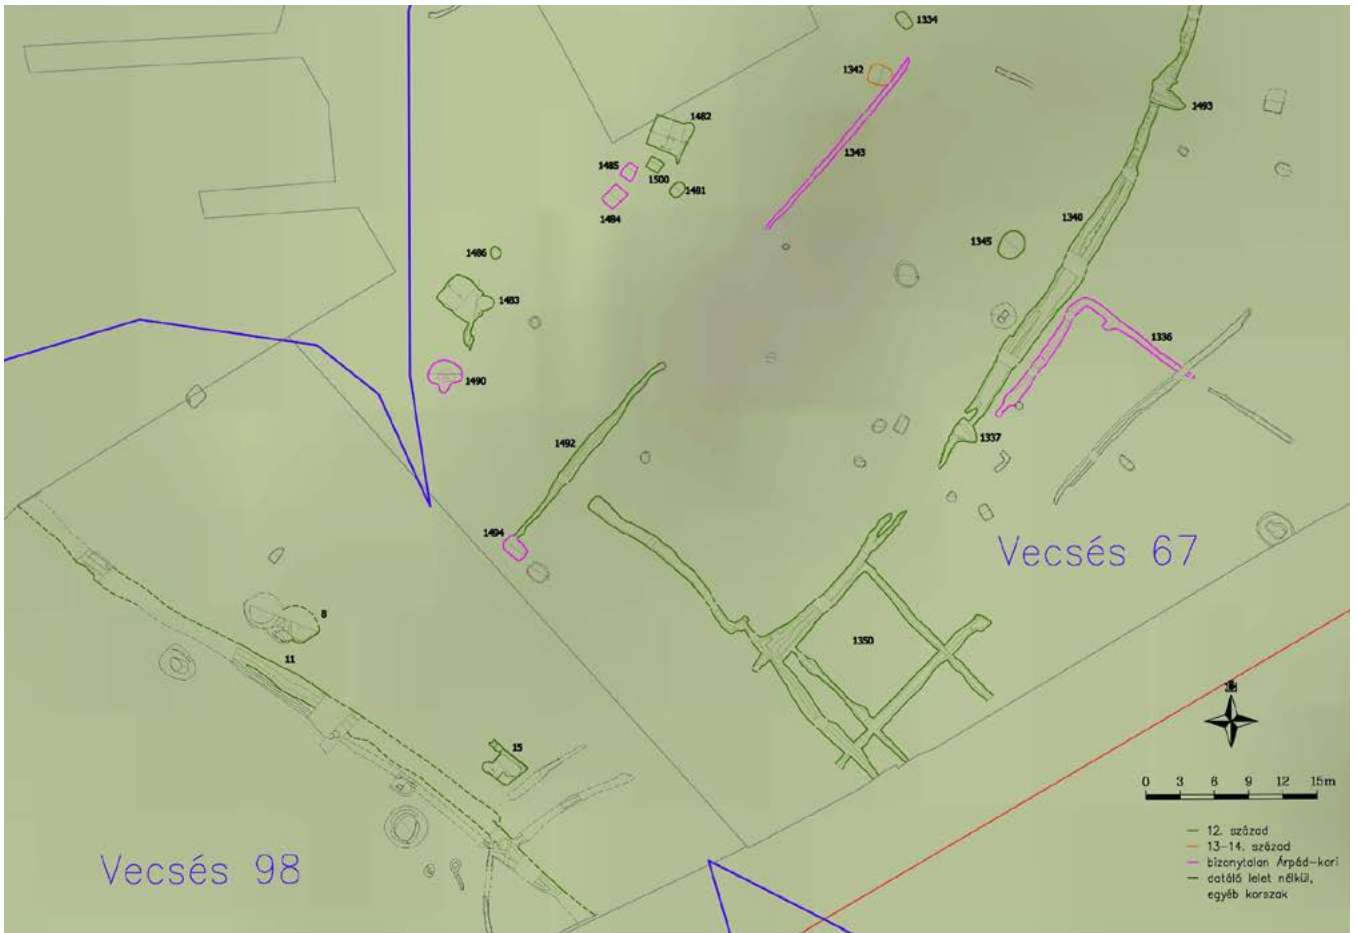 1334
1342
1493
1482
1343
1485
1500
1481
1484
1340
1345
1486
1483
1336
1490
1492
1337
1494
Vecsés 67
8
1350
11
15
0 3 6 9 12 15m
Vecsés 98
12. század
13-14. század
bizonytalan Árpád-kori
datáló lelet nélkül,
egyéb korszak